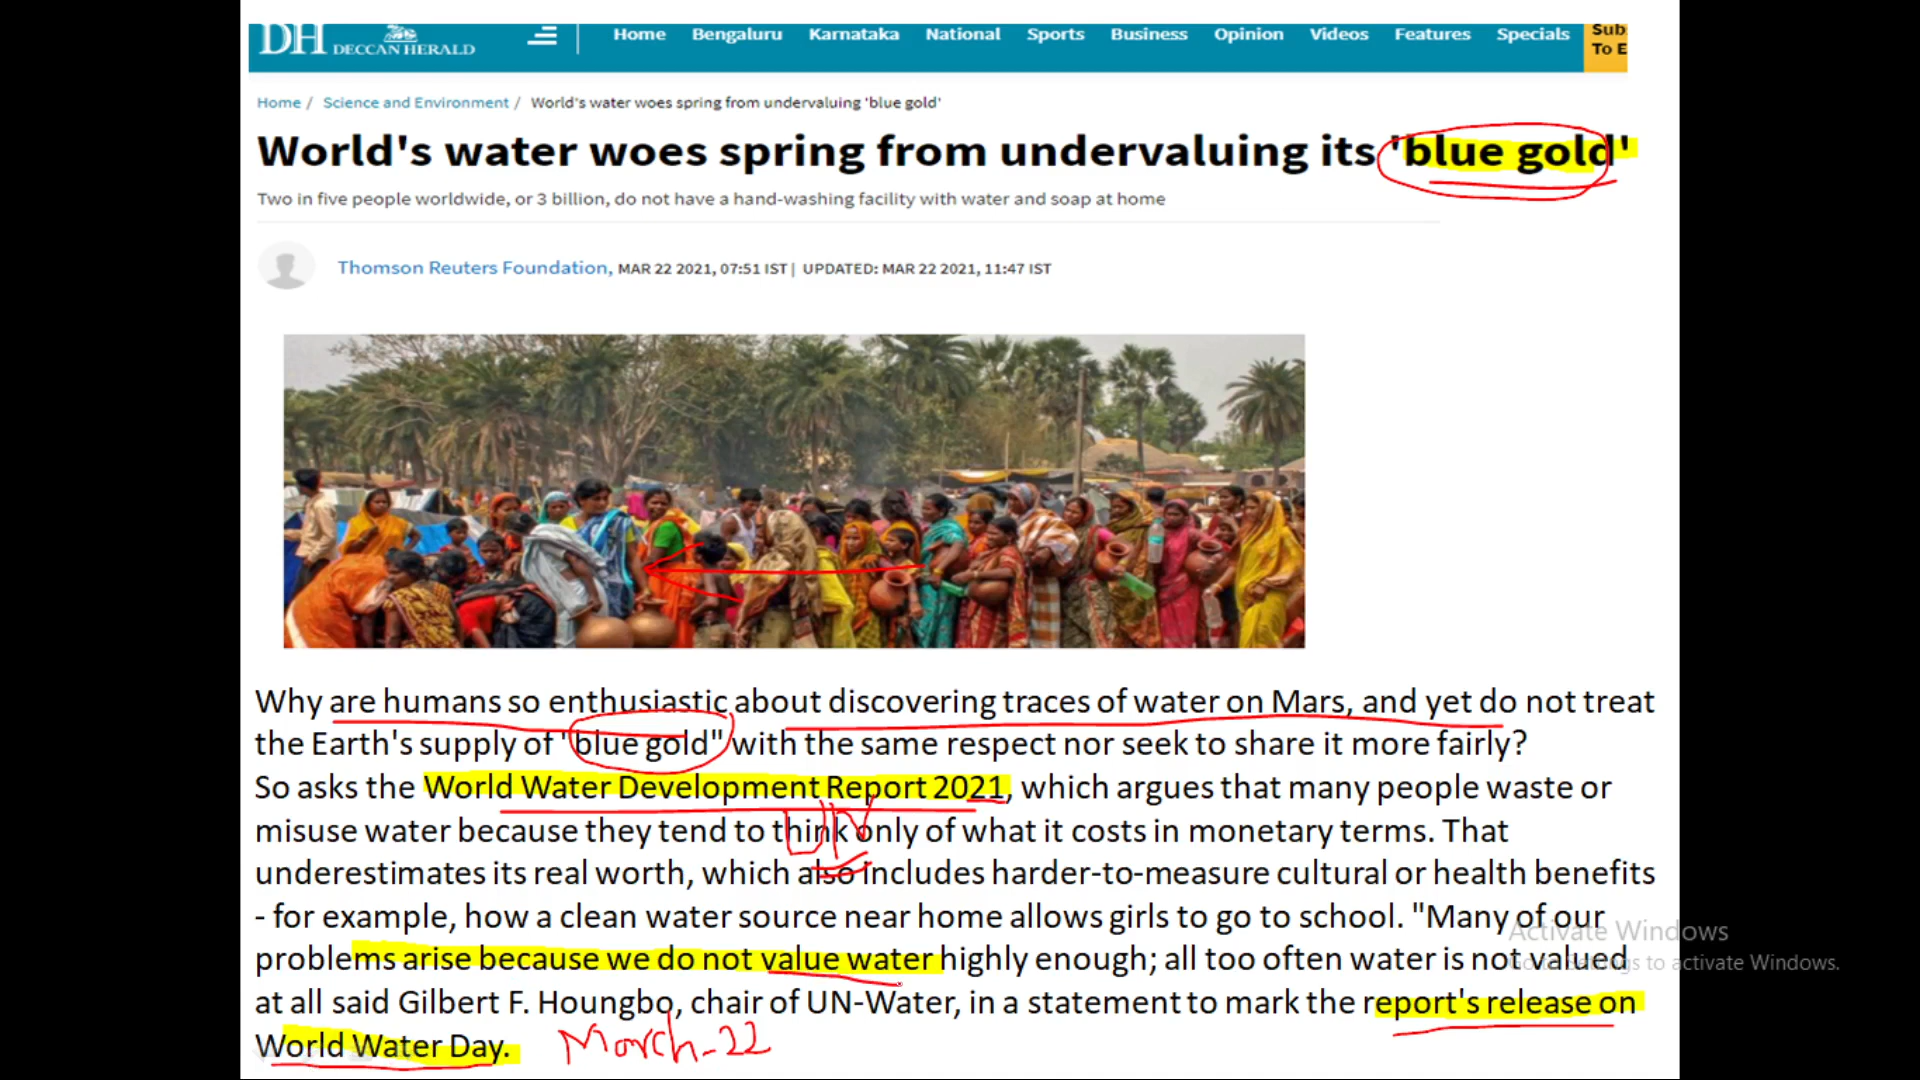 DH DECCAN HERALD Home Bengaluru Karnataka National Sports Business Opinion Videos Features Specials Sub
To E
Home / Science and Environment / World's water woes spring from undervaluing 'blue gold'
World's water woes spring from undervaluing its 'blue gold'
Two in five people worldwide, or 3 billion, do not have a hand-washing facility with water and soap at home
Thomson Reuters Foundation, MAR 22 2021, 07:51 IST | UPDATED: MAR 22 2021, 11:47 IST
Why are humans so enthusiastic about discovering traces of water on Mars, and yet do not treat
the Earth's supply of "blue gold" with the same respect nor seek to share it more fairly?
So asks the World Water Development Report 2021, which argues that many people waste or
UN
misuse water because they tend to think only of what it costs in monetary terms. That
underestimates its real worth, which also includes harder-to-measure cultural or health benefits
- for example, how a clean water source near home allows girls to go to school. "Many of our
problems arise because we do not value water highly enough; all too often water is not valued
at all said Gilbert F. Houngbo, chair of UN-Water, in a statement to mark the report's release on
World Water Day. March-22
Activate Windows
Go to Settings to activate Windows.